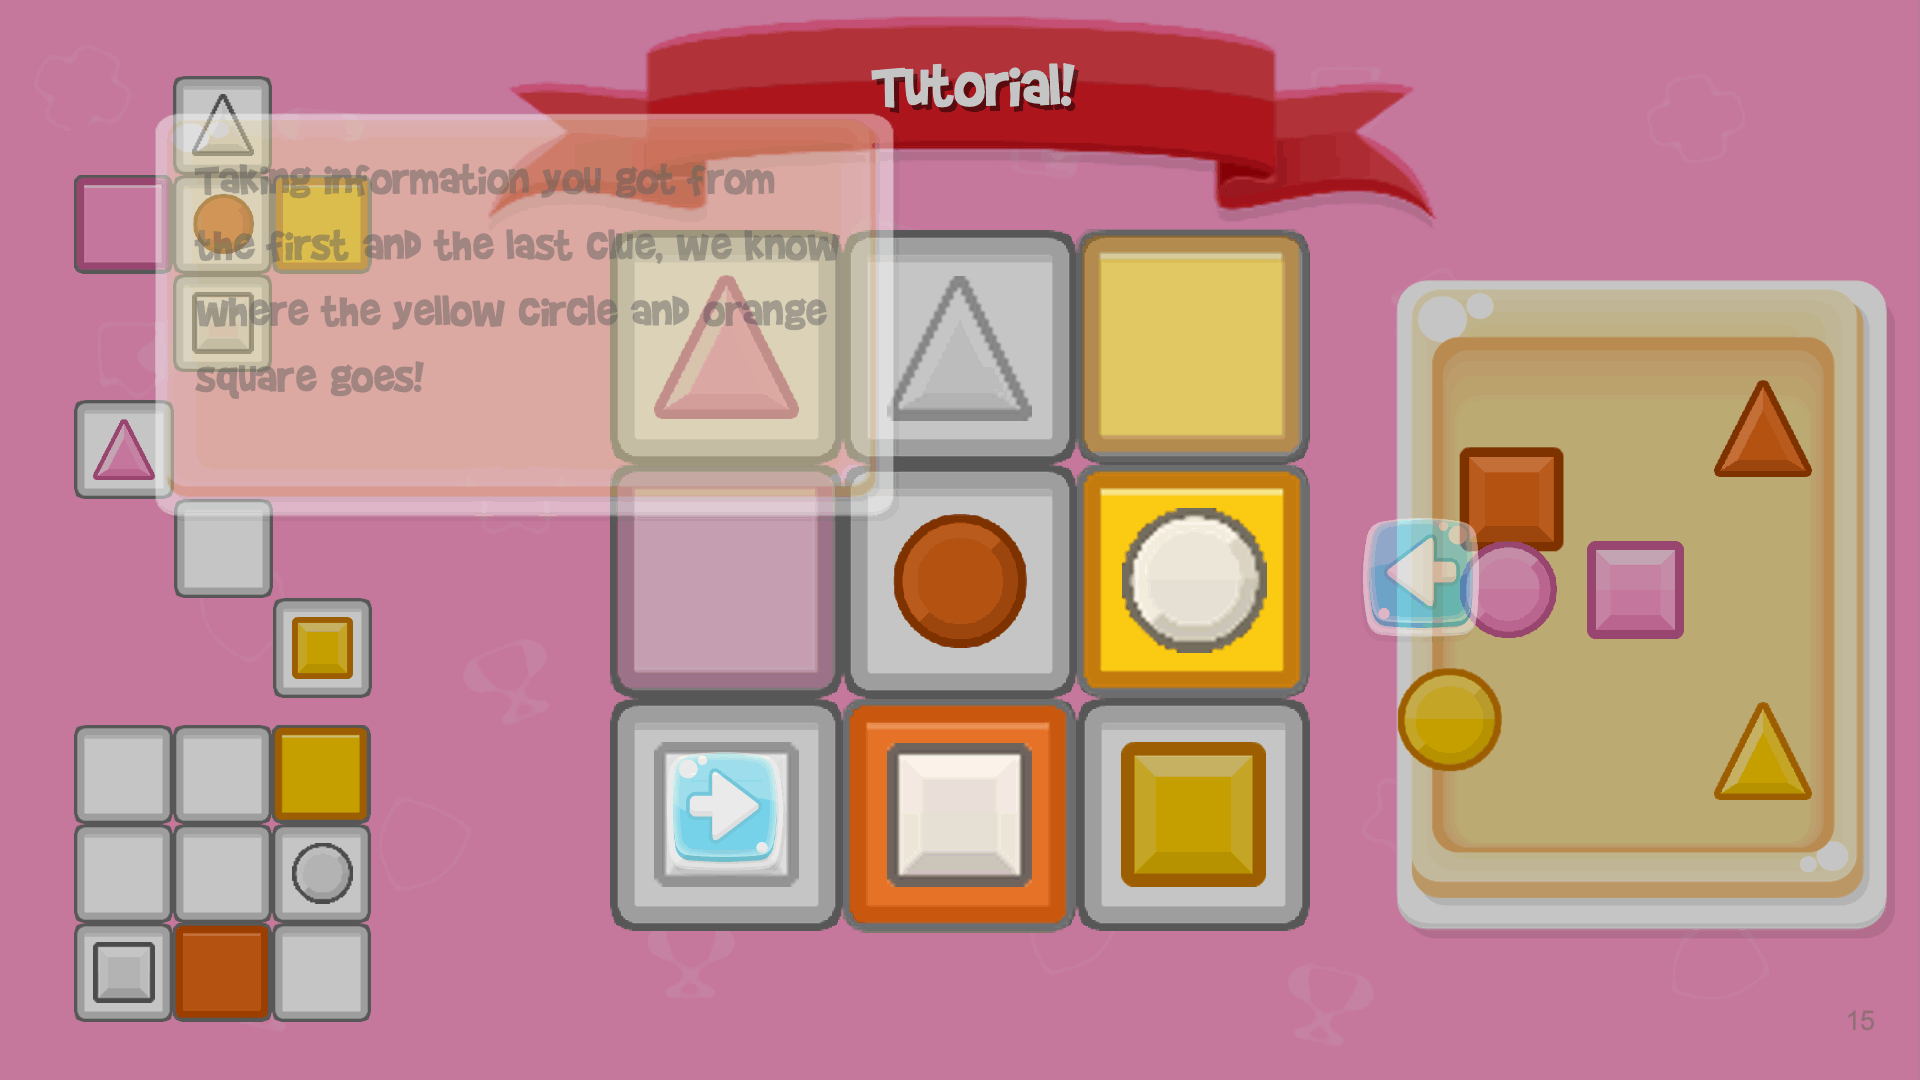 Tutorial!
Taking information you got from
the first and the last clue, we know
where the yellow circle and orange
square goes!
15